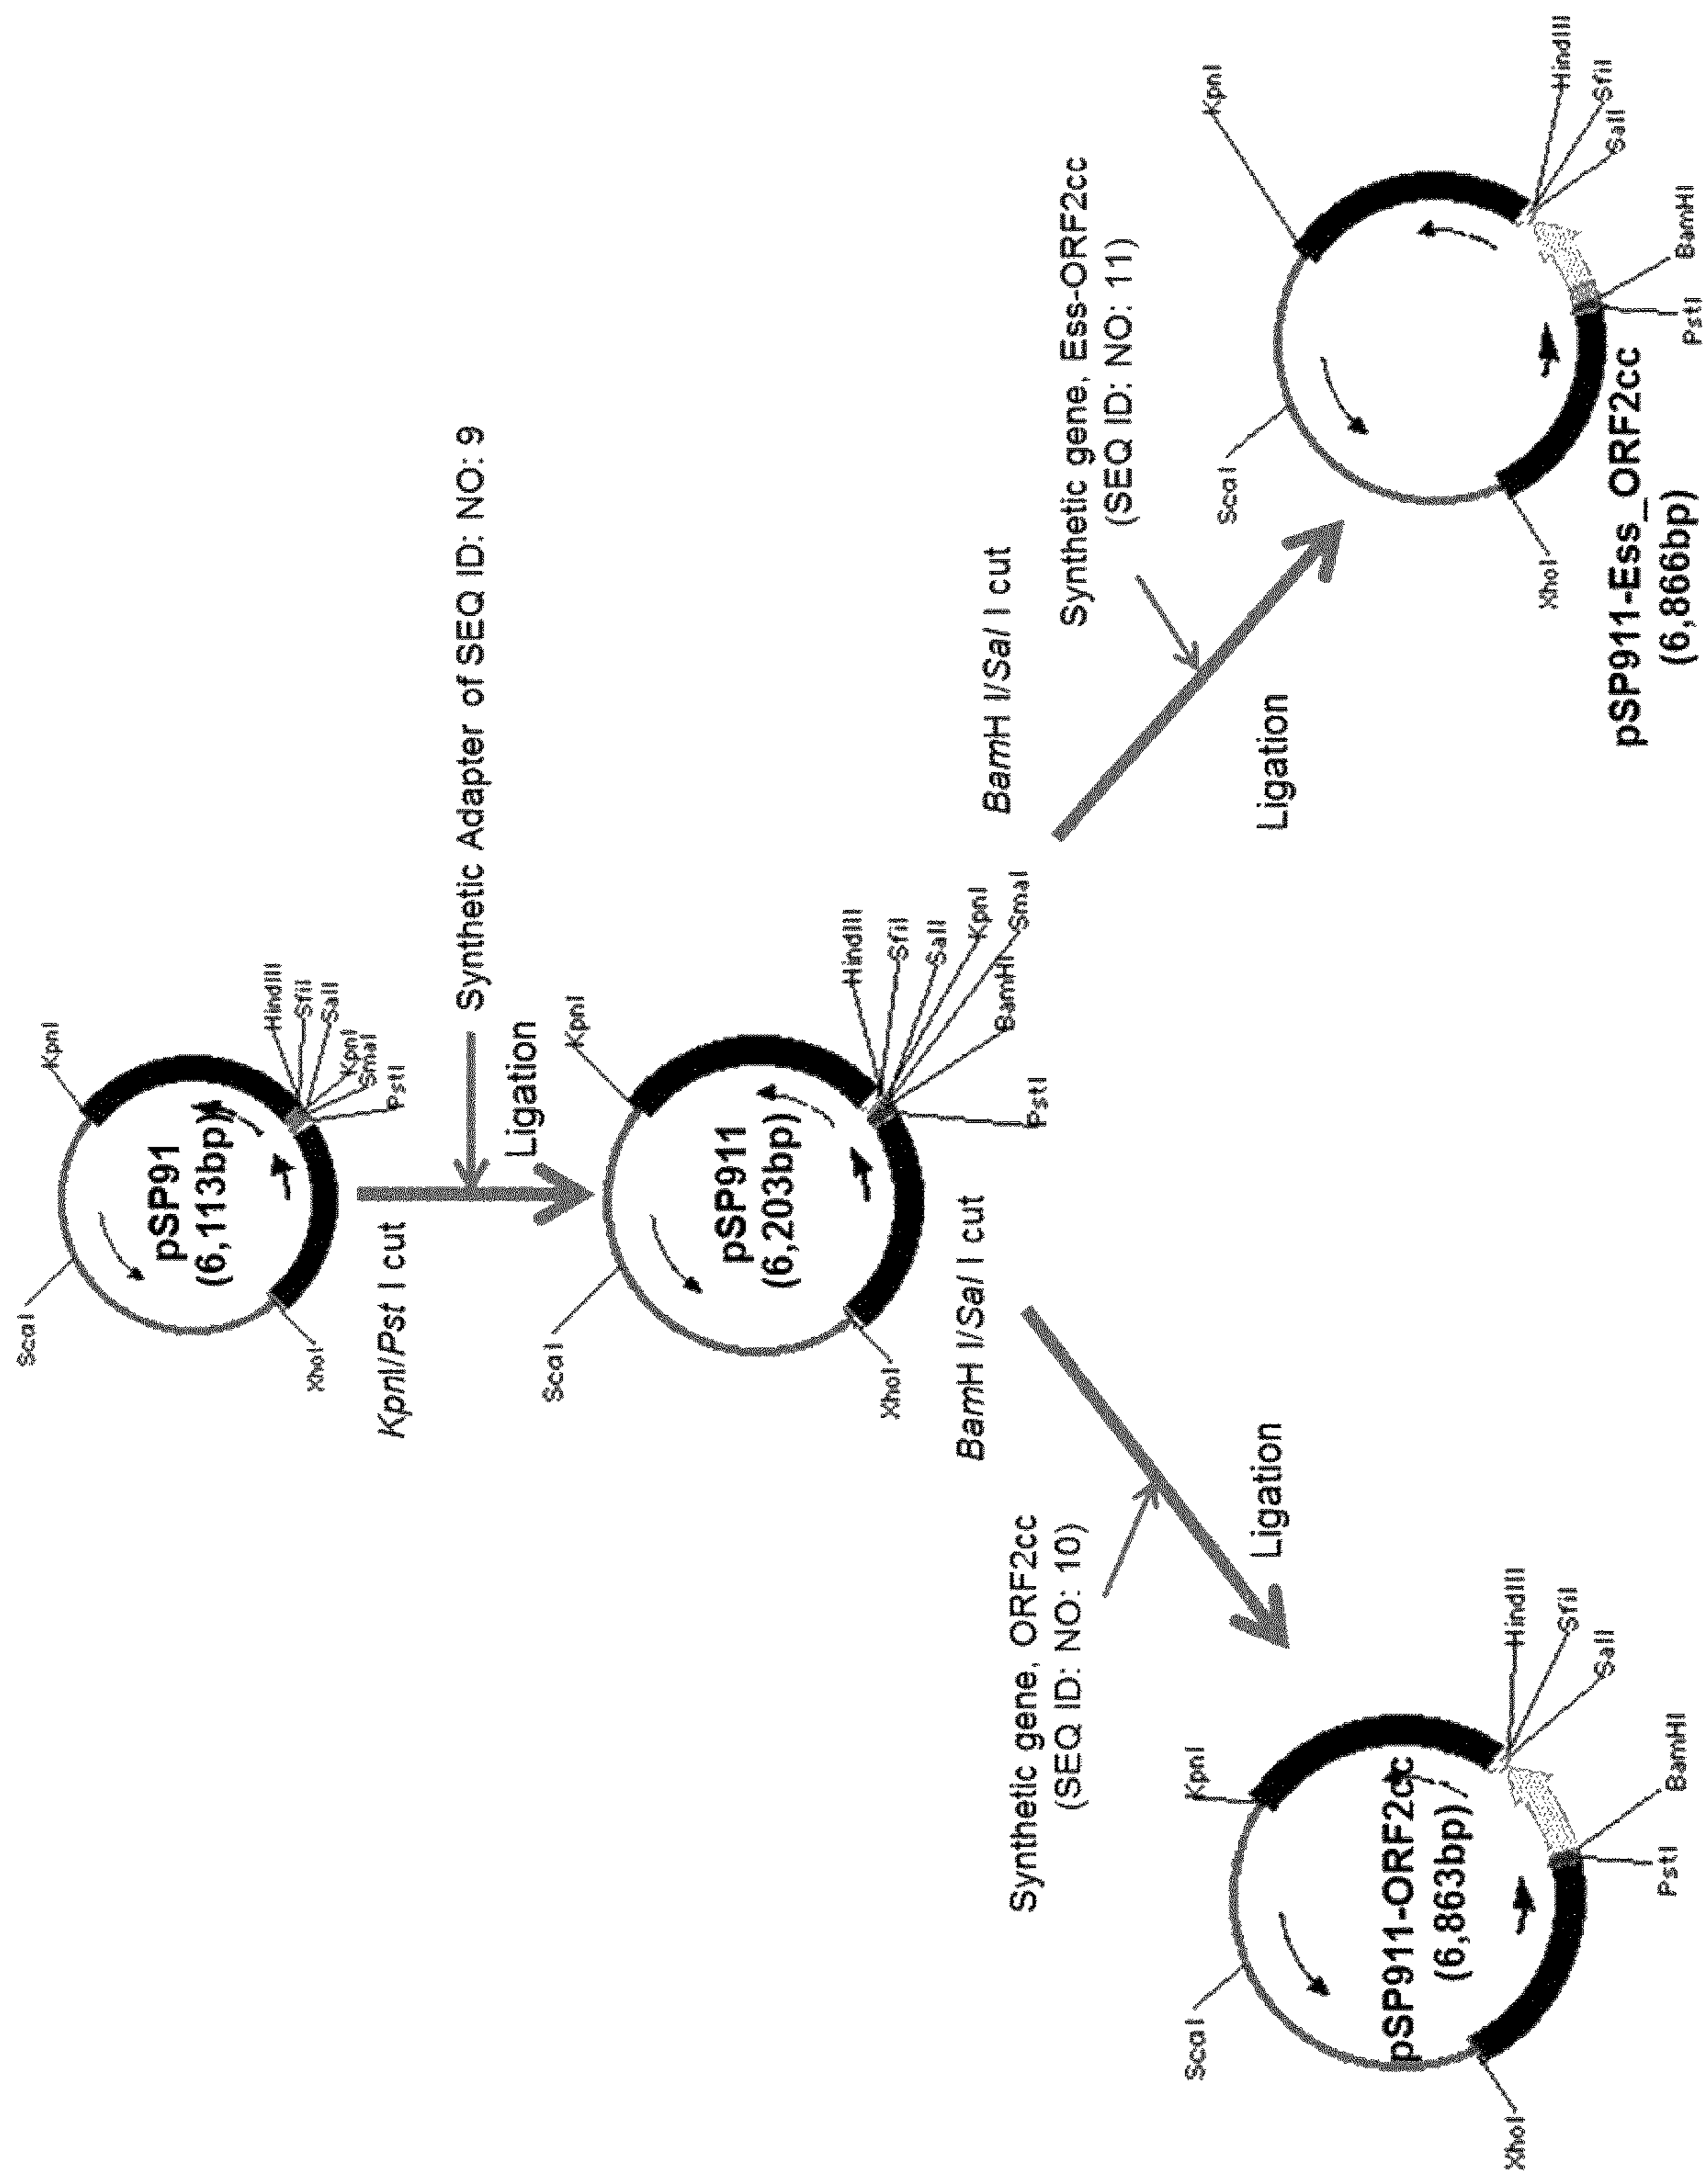 ScaI
KpnI
pSP91
(6,113bp)
HindIII
SfiI
SalI
KpnI
SmaI
PstI
XhoI
KpnI/Pst I cut
Synthetic Adapter of SEQ ID: NO: 9
Ligation
ScaI
KpnI
pSP911
(6,203bp)
HindIII
SfiI
SalI
KpnI
SmaI
BamHI
PstI
XhoI
BamH I/Sal I cut
BamH I/Sal I cut
Synthetic gene, ORF2cc
(SEQ ID: NO: 10)
Ligation
Synthetic gene, Ess-ORF2cc
(SEQ ID: NO: 11)
Ligation
ScaI
KpnI
pSP911-ORF2cc
(6,863bp)
HindIII
SfiI
SalI
BamHI
PstI
XhoI
ScaI
KpnI
HindIII
SfiI
SalI
BamHI
PstI
XhoI
pSP911-Ess_ORF2cc
(6,866bp)